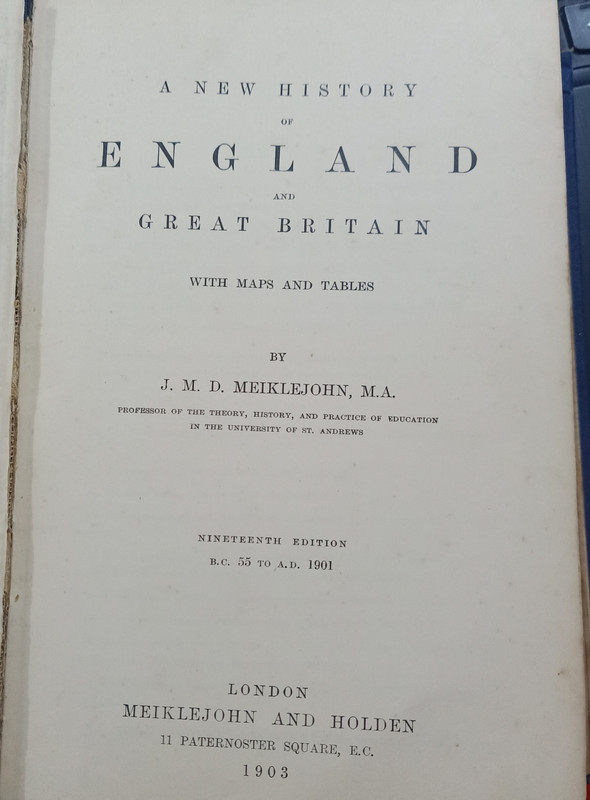 A NEW HISTORY
OF
ENGLAND
AND
GREAT BRITAIN
WITH MAPS AND TABLES
BY
J. M. D. MEIKLEJOHN, M.A.
PROFESSOR OF THE THEORY, HISTORY, AND PRACTICE OF EDUCATION
IN THE UNIVERSITY OF ST. ANDREWS
NINETEENTH EDITION
B.C. 55 TO A.D. 1901
LONDON
MEIKLEJOHN AND HOLDEN
11 PATERNOSTER SQUARE, E.C.
1903